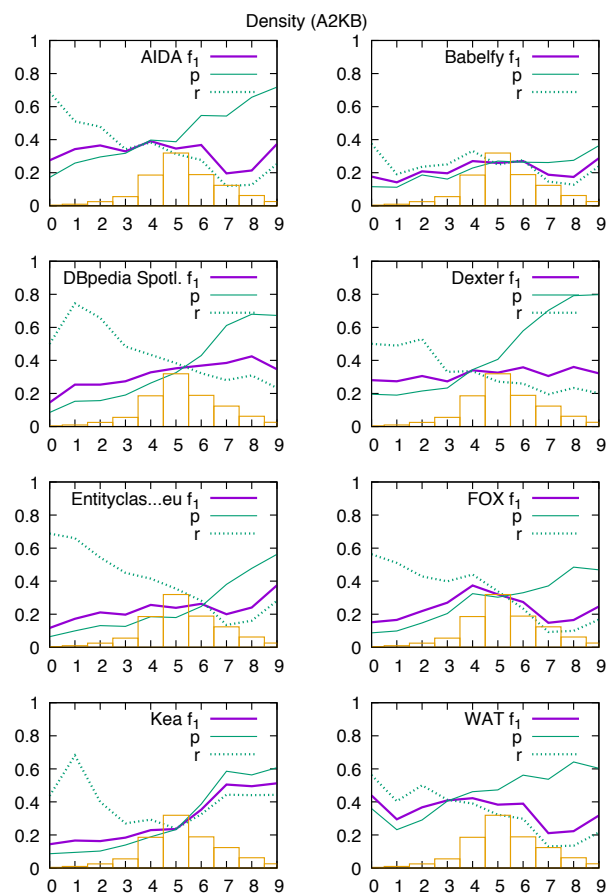 Density (A2KB)
1
0.8
0.6
0.4
0.2
0
0 1 2 3 4 5 6 7 8 9
AIDA f1
p
r
1
0.8
0.6
0.4
0.2
0
0 1 2 3 4 5 6 7 8 9
Babelfy f1
p
r
1
0.8
0.6
0.4
0.2
0
0 1 2 3 4 5 6 7 8 9
DBpedia Spotl. f1
p
r
1
0.8
0.6
0.4
0.2
0
0 1 2 3 4 5 6 7 8 9
Dexter f1
p
r
1
0.8
0.6
0.4
0.2
0
0 1 2 3 4 5 6 7 8 9
Entityclas...eu f1
p
r
1
0.8
0.6
0.4
0.2
0
0 1 2 3 4 5 6 7 8 9
FOX f1
p
r
1
0.8
0.6
0.4
0.2
0
0 1 2 3 4 5 6 7 8 9
Kea f1
p
r
1
0.8
0.6
0.4
0.2
0
0 1 2 3 4 5 6 7 8 9
WAT f1
p
r